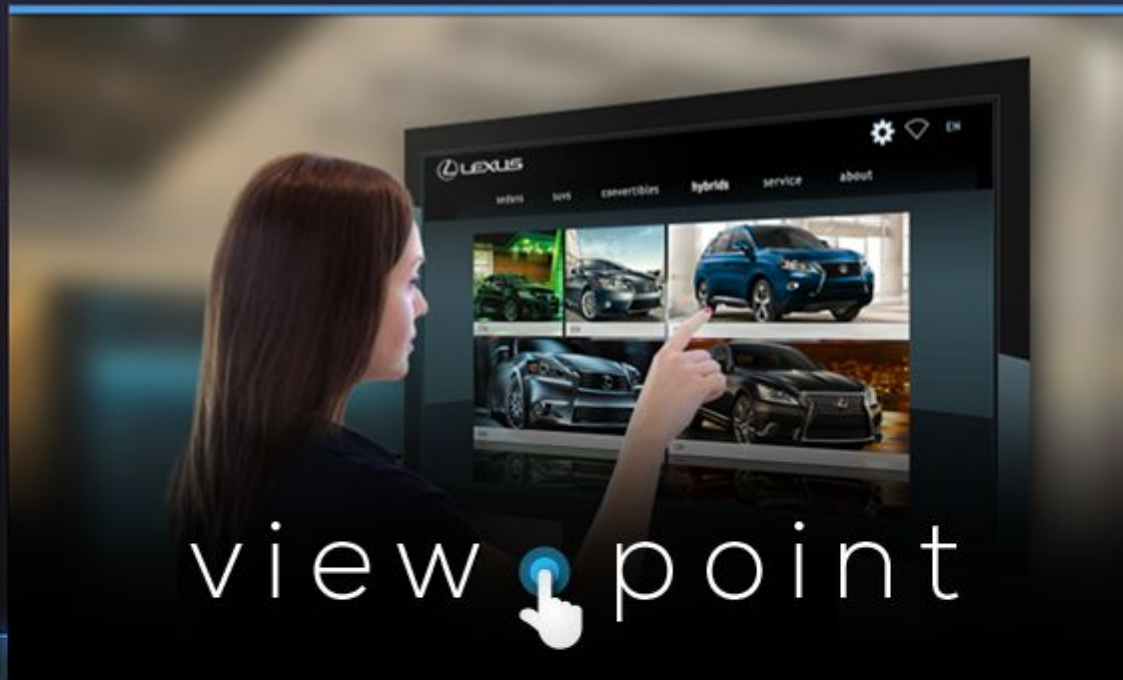 LEXUS
EN
sedans suvs convertibles hybrids service about
view point